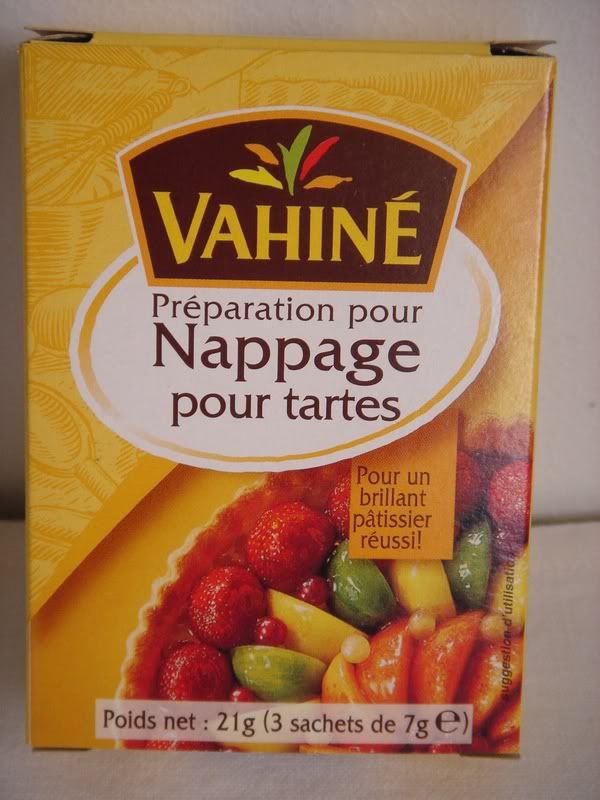 VAHINÉ
Préparation pour
Nappage
pour tartes
Pour un
brillant
pâtissier
réussi!
suggestion d'utilisation
Poids net : 21g (3 sachets de 7g ℮)